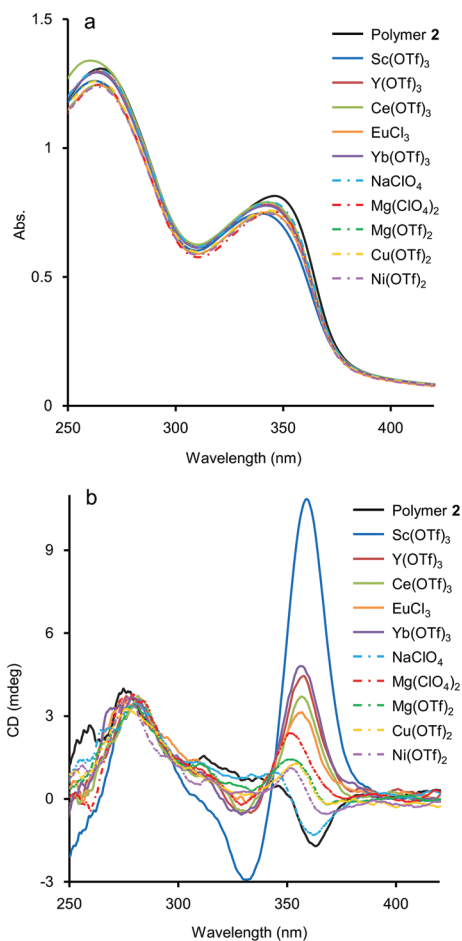 a
1.5
1
0.5
0
Abs.
250
300
350
400
Wavelength (nm)
Polymer 2
Sc(OTf)3
Y(OTf)3
Ce(OTf)3
EuCl3
Yb(OTf)3
NaClO4
Mg(ClO4)2
Mg(OTf)2
Cu(OTf)2
Ni(OTf)2
b
9
6
3
0
-3
CD (mdeg)
250
300
350
400
Wavelength (nm)
Polymer 2
Sc(OTf)3
Y(OTf)3
Ce(OTf)3
EuCl3
Yb(OTf)3
NaClO4
Mg(ClO4)2
Mg(OTf)2
Cu(OTf)2
Ni(OTf)2